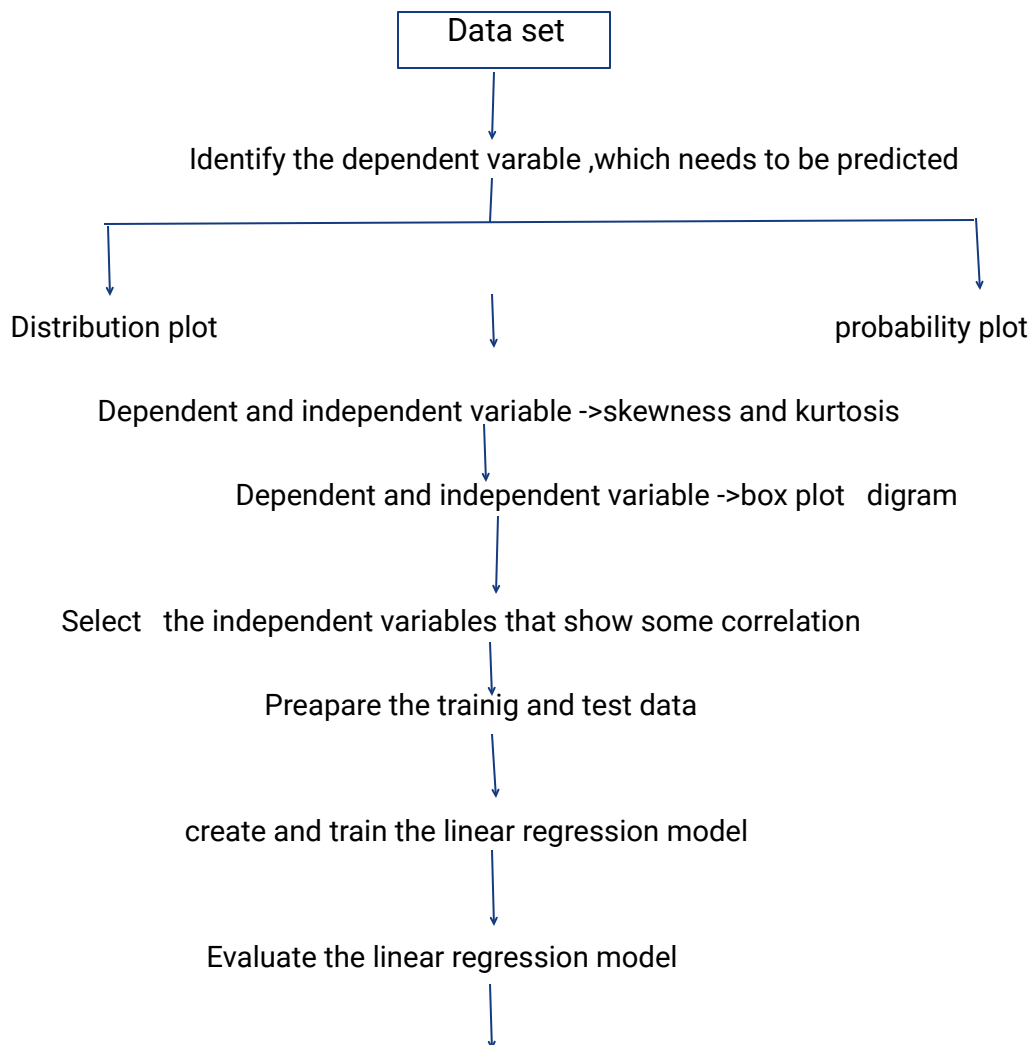 Data set
Identify the dependent varable ,which needs to be predicted
Distribution plot
probability plot
Dependent and independent variable ->skewness and kurtosis
Dependent and independent variable ->box plot digram
Select the independent variables that show some correlation
Preapare the trainig and test data
create and train the linear regression model
Evaluate the linear regression model